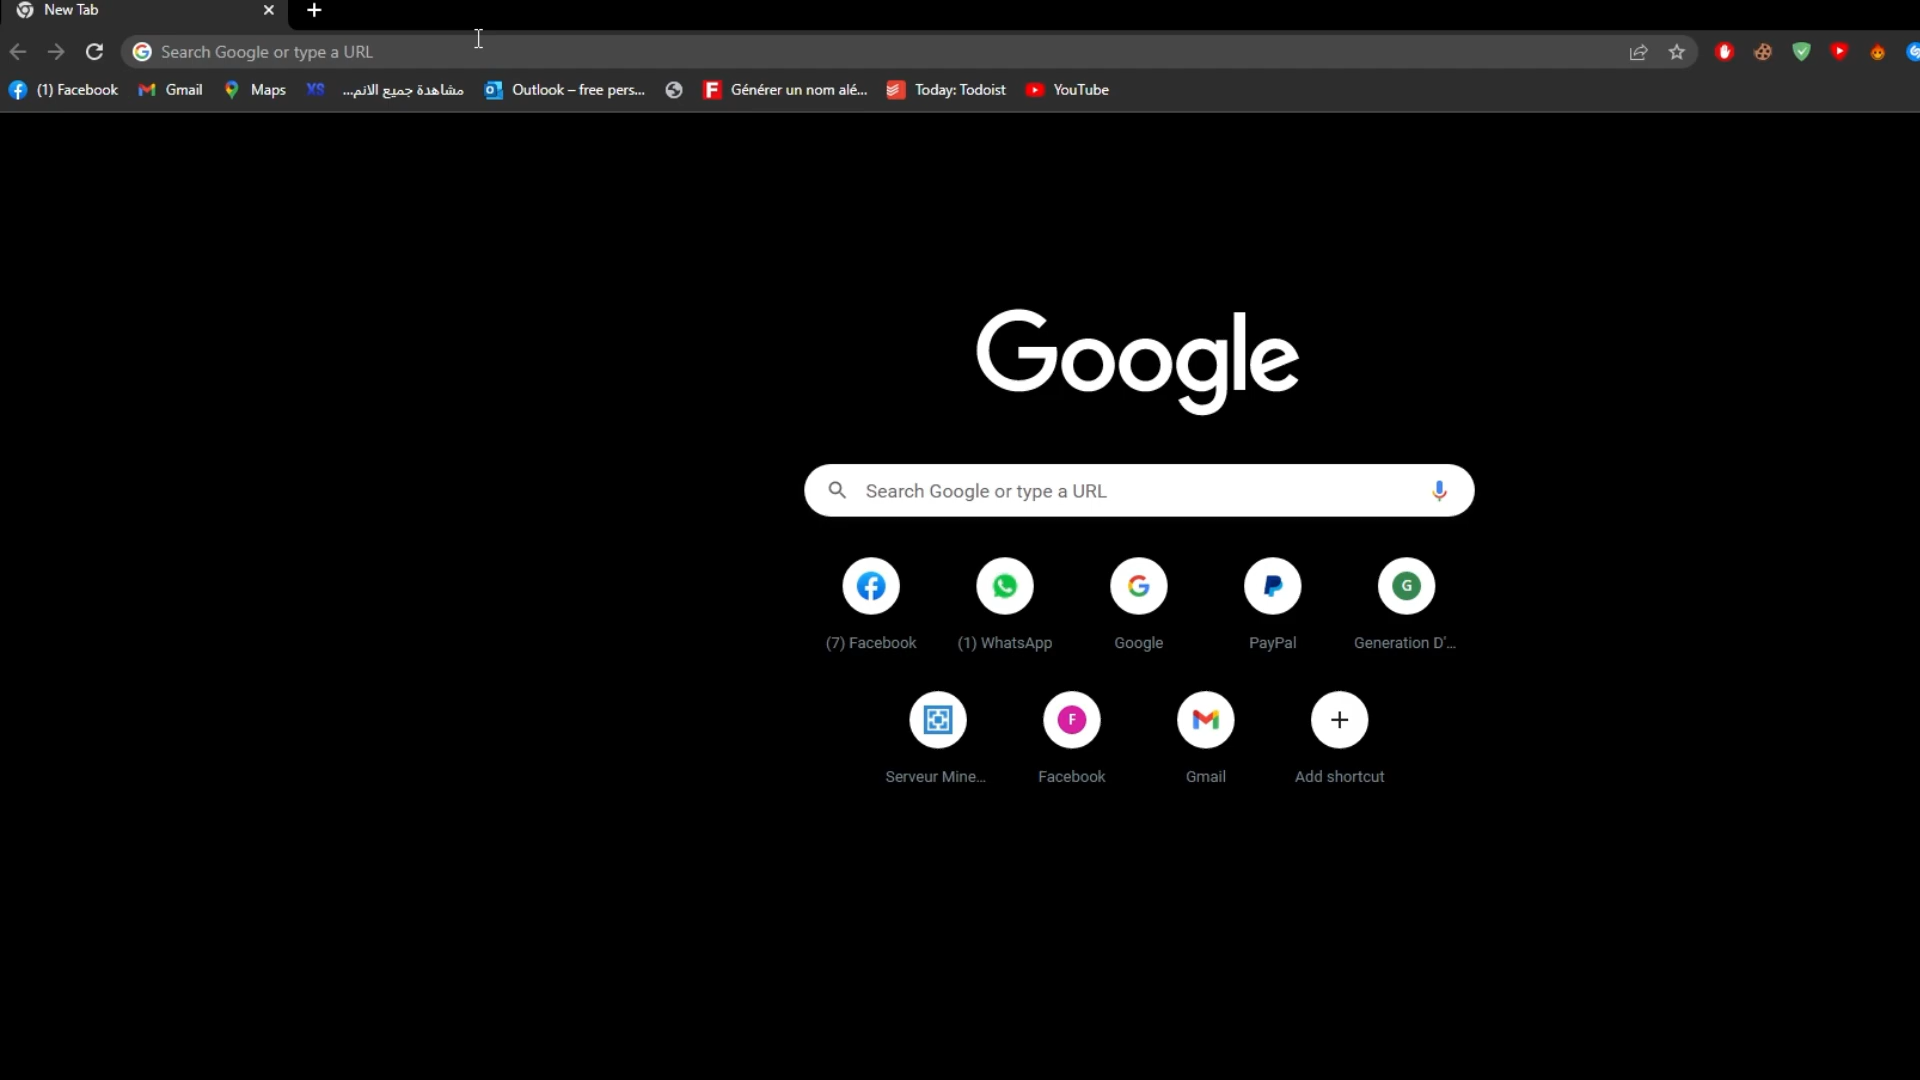 New Tab
Search Google or type a URL
(1) Facebook Gmail Maps XS مشاهدة جميع الانم... Outlook – free pers... F Générer un nom alé... Today: Todoist YouTube
Google
Search Google or type a URL
G
(7) Facebook (1) WhatsApp Google PayPal Generation D'...
F
Serveur Mine... Facebook Gmail Add shortcut